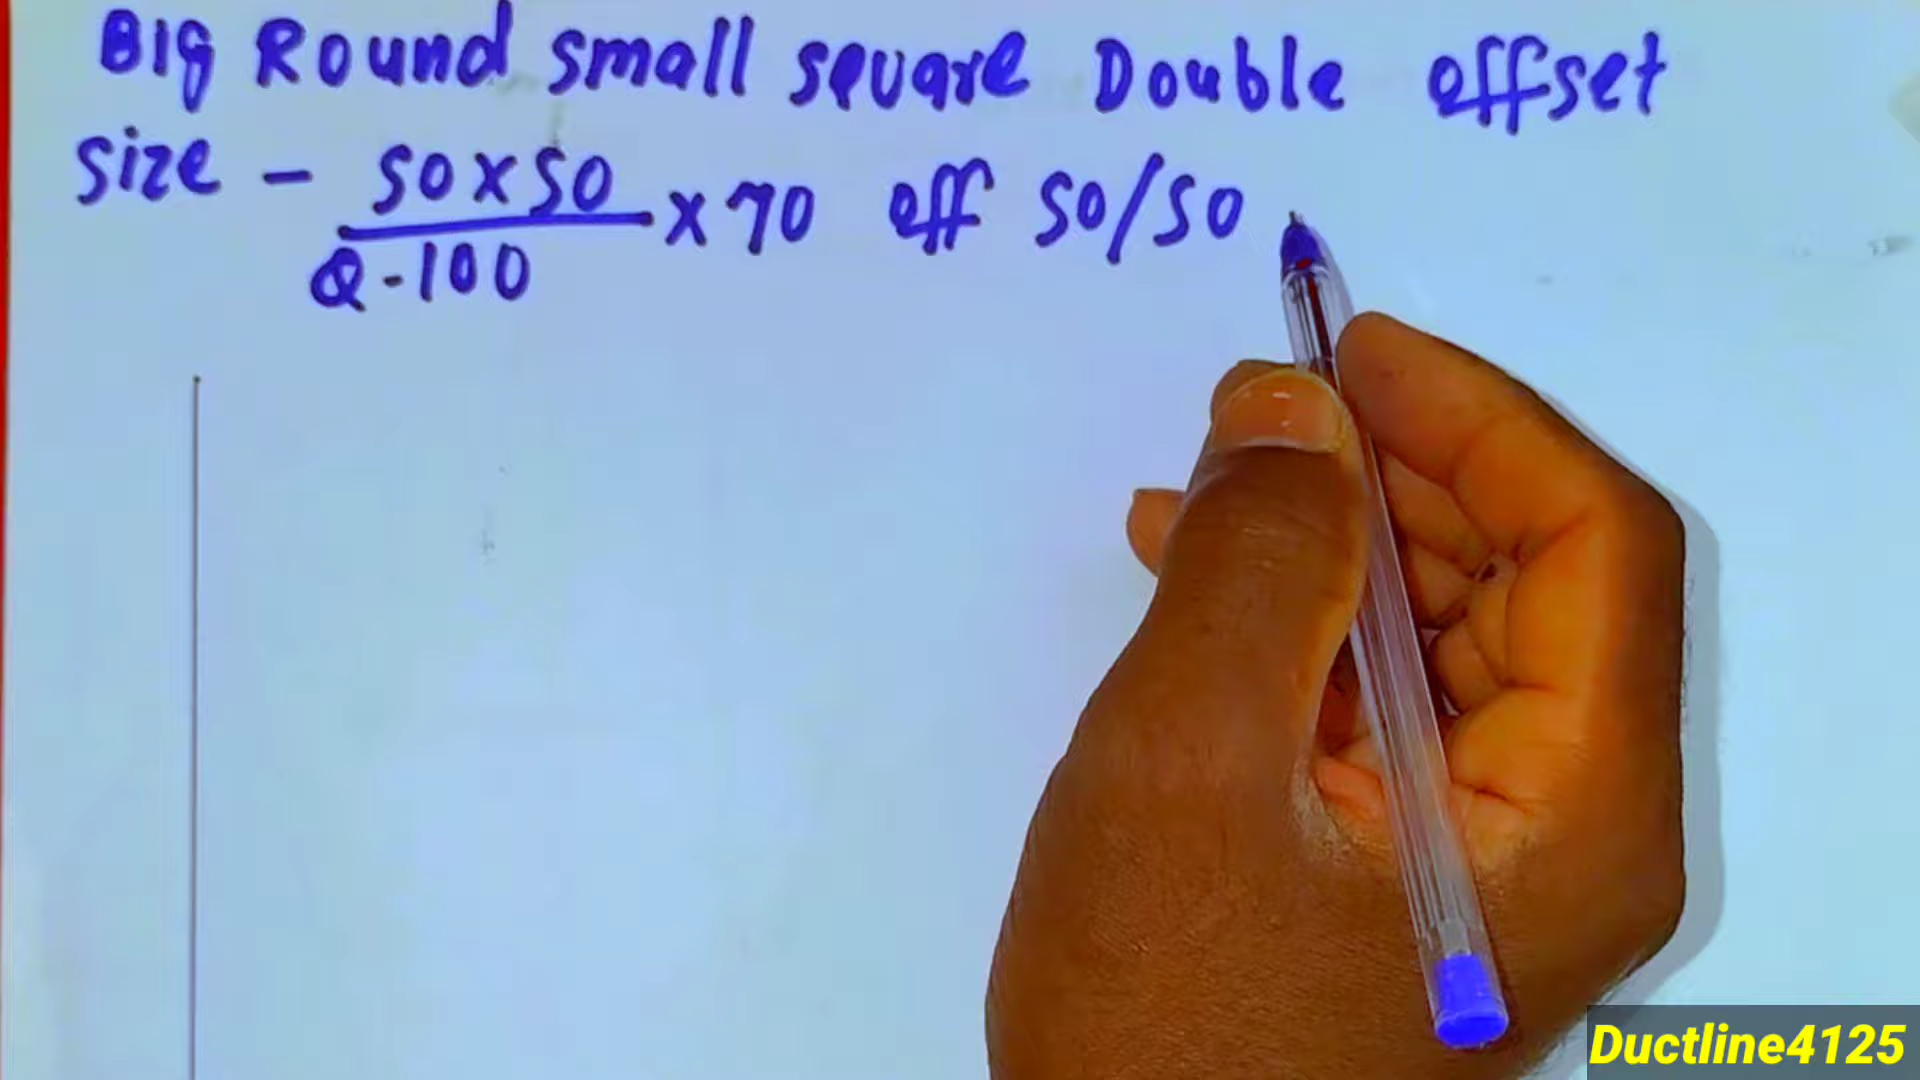 Big Round small square Double offset
size - 50x50 x 70 off 50/50
Q-100
Ductline4125